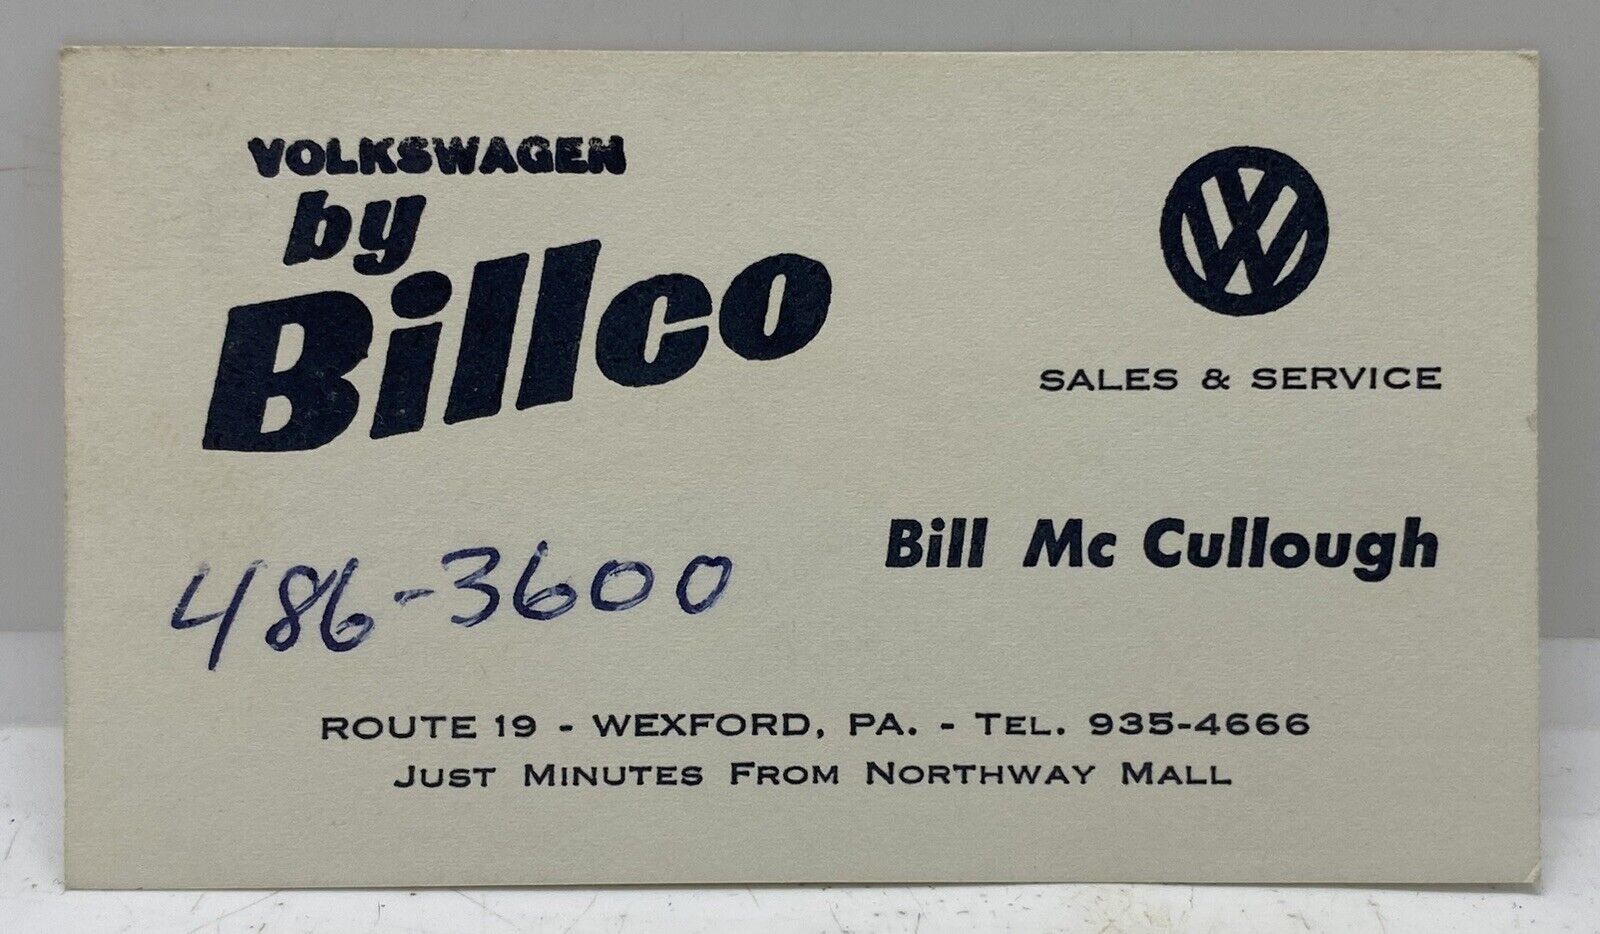 VOLKSWAGEN
by
Billco
SALES & SERVICE
Bill Mc Cullough
486-3600
ROUTE 19 - WEXFORD, PA. - TEL. 935-4666
JUST MINUTES FROM NORTHWAY MALL